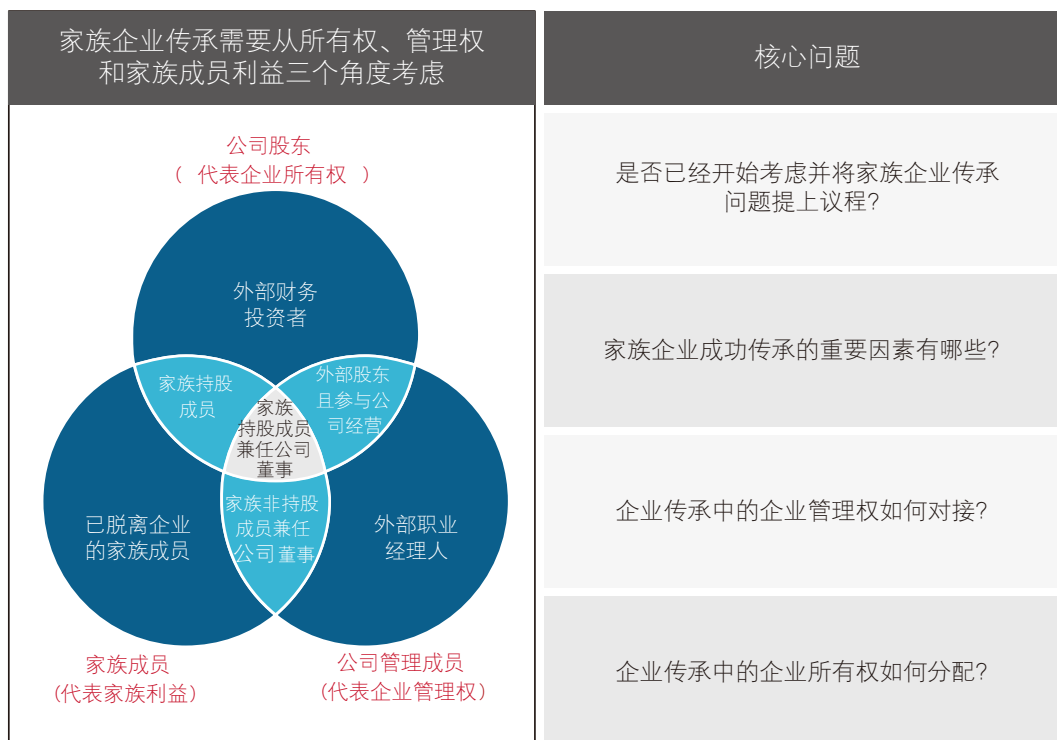 家族企业传承需要从所有权、管理权
和家族成员利益三个角度考虑
公司股东
( 代表企业所有权 )
外部财务
投资者
家族持股
成员
外部股东
且参与公
司经营
家族
持股成员
兼任公司
董事
已脱离企业
的家族成员
家族非持股
成员兼任
公司董事
外部职业
经理人
家族成员
(代表家族利益)
公司管理成员
(代表企业管理权)
核心问题
是否已经开始考虑并将家族企业传承
问题提上议程?
家族企业成功传承的重要因素有哪些?
企业传承中的企业管理权如何对接?
企业传承中的企业所有权如何分配?